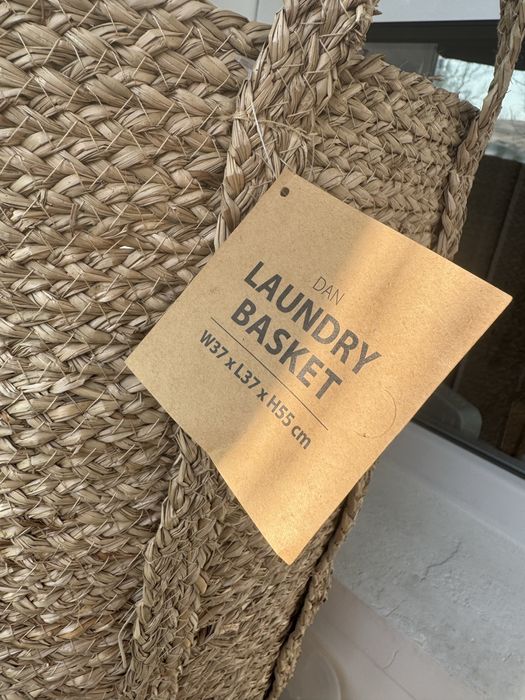 DAN
LAUNDRY
BASKET
W37 x L37 x H55 cm